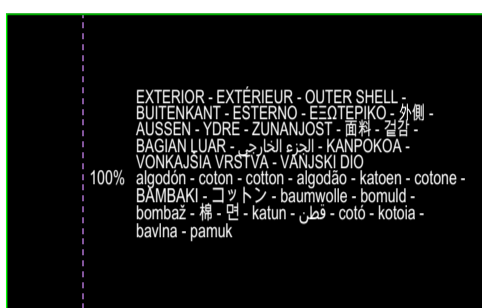 EXTERIOR - EXTÉRIEUR - OUTER SHELL -
BUITENKANT - ESTERNO - ΕΞΩΤΕΡΙΚΟ - 外側 -
AUSSEN - YDRE - ZUNANJOST - 面料 - 겉감 -
BAGIAN LUAR - الجزء الخارجي - KANPOKOA -
VONKAJŠIA VRSTVA - VANJSKI DIO
100% algodón - coton - cotton - algodão - katoen - cotone -
ΒΑΜΒΑΚΙ - コットン - baumwolle - bomuld -
bombaž - 棉 - 면 - katun - قطن - cotó - kotoia -
bavlna - pamuk